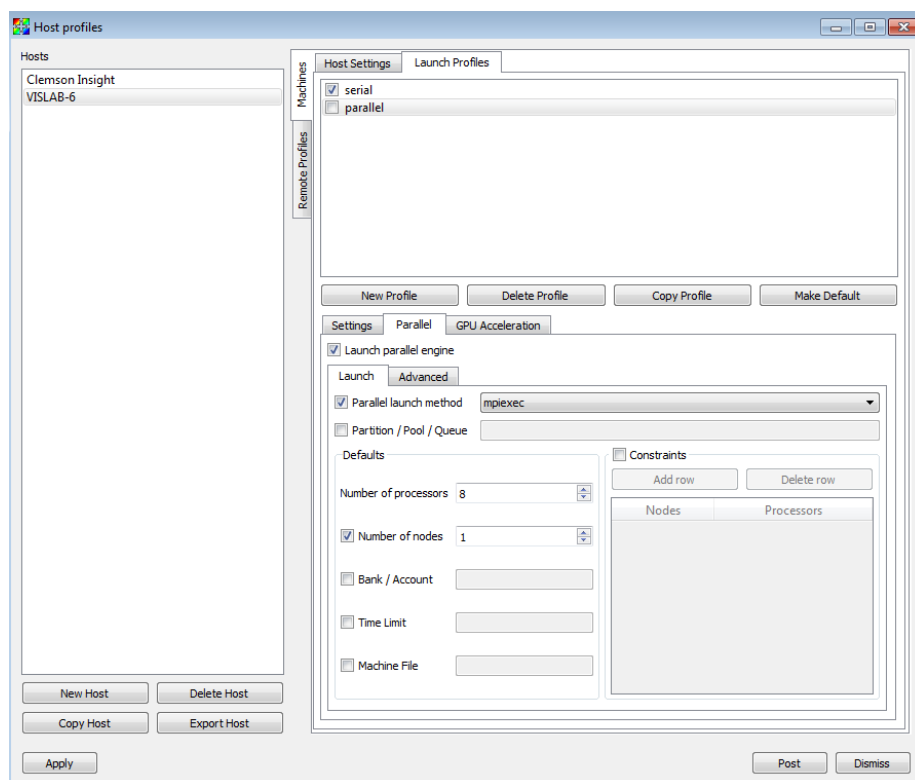 Host profiles
Hosts
Clemson Insight
VISLAB-6
New Host
Delete Host
Copy Host
Export Host
Machines
Remote Profiles
Host Settings
Launch Profiles
serial
parallel
New Profile
Delete Profile
Copy Profile
Make Default
Settings
Parallel
GPU Acceleration
Launch parallel engine
Launch
Advanced
Parallel launch method
mpiexec
Partition / Pool / Queue
Defaults
Number of processors
8
Number of nodes
1
Bank / Account
Time Limit
Machine File
Constraints
Add row
Delete row
Nodes
Processors
Apply
Post
Dismiss